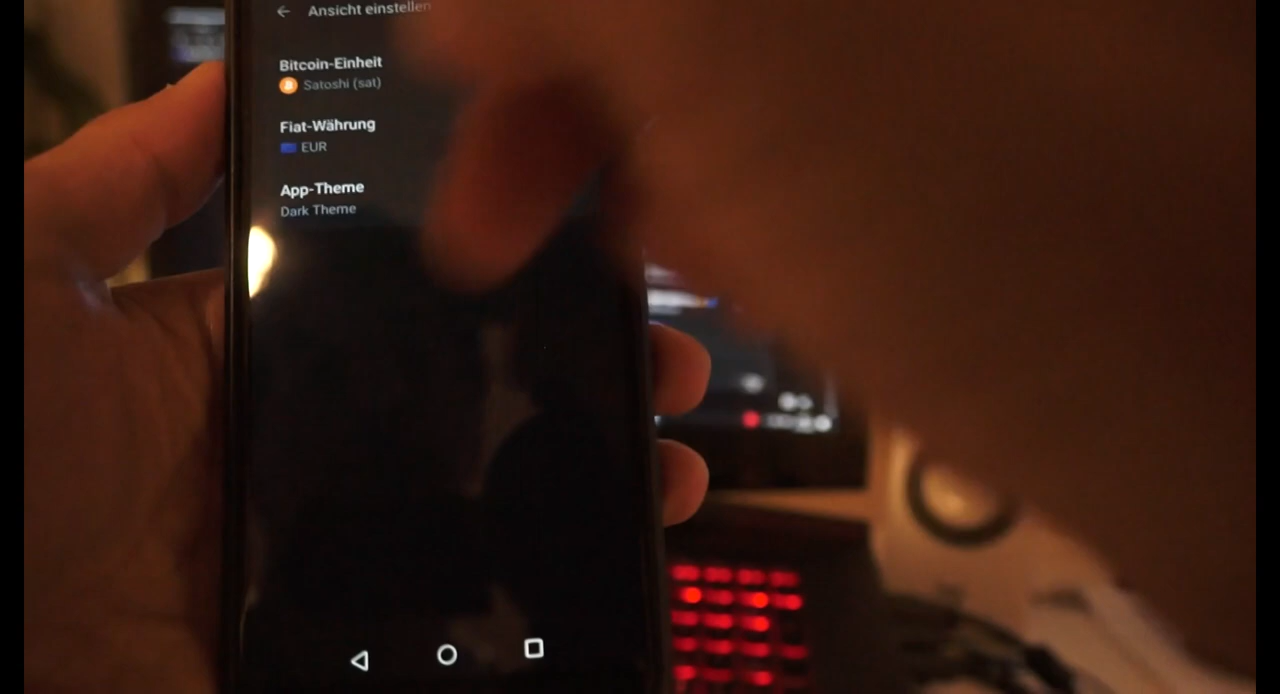 Ansicht einstellen
Bitcoin-Einheit
Satoshi (sat)
Fiat-Währung
EUR
App-Theme
Dark Theme